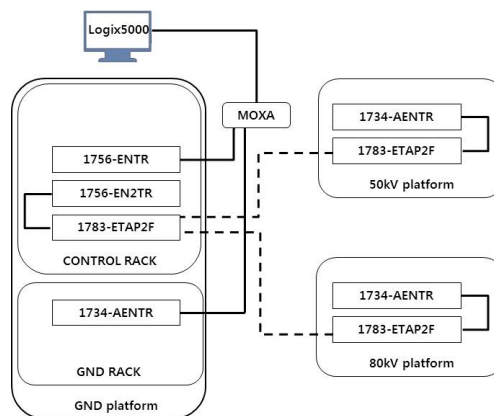 Logix5000
MOXA
1756-ENTR
1756-EN2TR
1783-ETAP2F
CONTROL RACK
1734-AENTR
GND RACK
GND platform
1734-AENTR
1783-ETAP2F
50kV platform
1734-AENTR
1783-ETAP2F
80kV platform